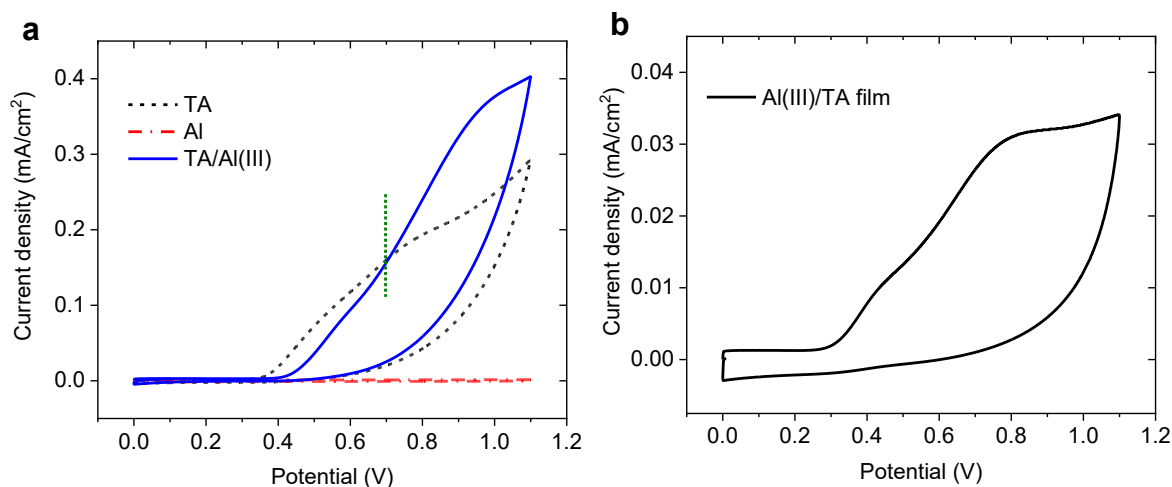 a
Current density (mA/cm²)
0.4
0.3
0.2
0.1
0.0
TA
Al
TA/Al(III)
0.0 0.2 0.4 0.6 0.8 1.0 1.2
Potential (V)
b
Current density (mA/cm²)
0.04
0.03
0.02
0.01
0.00
Al(III)/TA film
0.0 0.2 0.4 0.6 0.8 1.0 1.2
Potential (V)